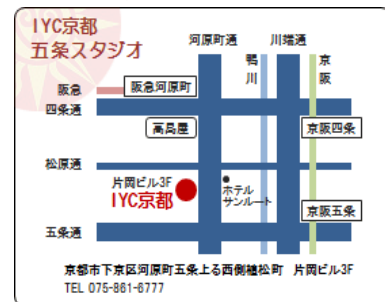 IYC京都
五条スタジオ
河原町通
川端通
鴨川
京阪
阪急
阪急河原町
四条通
高島屋
京阪四条
松原通
片岡ビル3F
IYC京都
ホテル
サンルート
京阪五条
五条通
京都市下京区河原町五条上る西側植松町 片岡ビル3F
TEL 075-861-6777